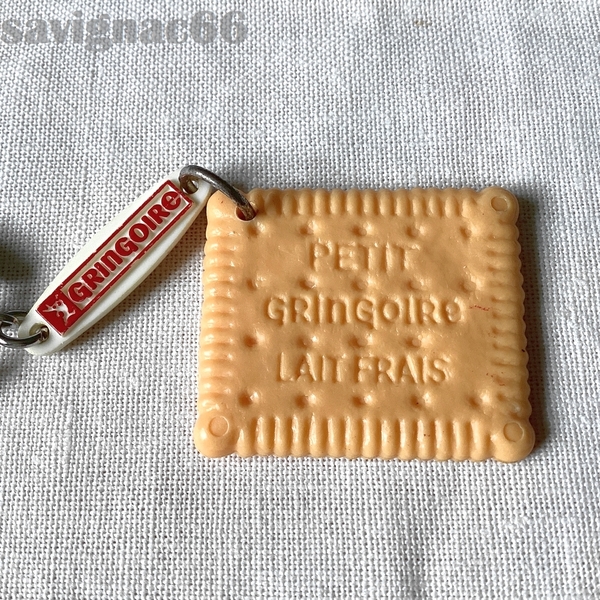 savignac66
GRINGOIRE
PETIT
GRINGOIRE
LAIT FRAIS